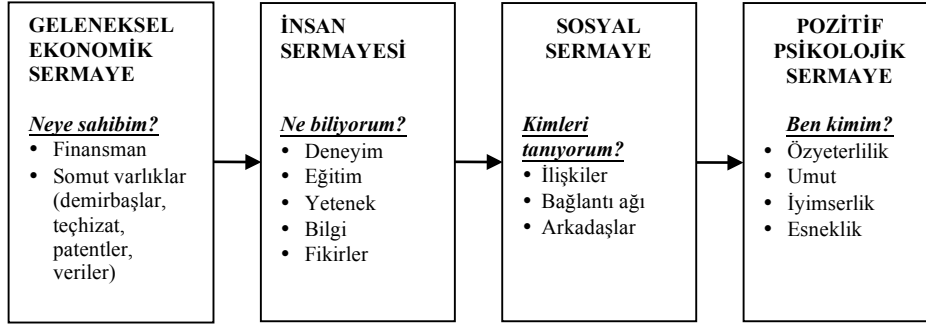 GELENEKSEL
EKONOMİK
SERMAYE
Neye sahibim?
• Finansman
• Somut varlıklar
(demirbaşlar,
teçhizat,
patentler,
veriler)
İNSAN
SERMAYESİ
Ne biliyorum?
• Deneyim
• Eğitim
• Yetenek
• Bilgi
• Fikirler
SOSYAL
SERMAYE
Kimleri
tanıyorum?
• İlişkiler
• Bağlantı ağı
• Arkadaşlar
POZİTİF
PSİKOLOJİK
SERMAYE
Ben kimim?
• Özyeterlilik
• Umut
• İyimserlik
• Esneklik